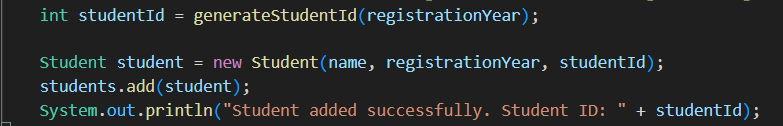 int studentId = generateStudentId(registrationYear);
Student student = new Student(name, registrationYear, studentId);
students.add(student);
System.out.println("Student added successfully. Student ID: " + studentId);